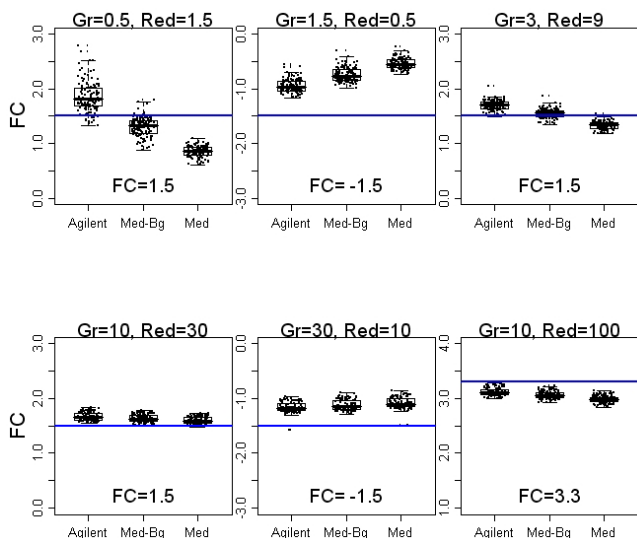 Gr=0.5, Red=1.5
Gr=1.5, Red=0.5
Gr=3, Red=9
FC
3.0
2.0
1.0
0.0
FC=1.5
Agilent Med-Bg Med
0.0
-1.0
-2.0
-3.0
FC= -1.5
Agilent Med-Bg Med
3.0
2.0
1.0
0.0
FC=1.5
Agilent Med-Bg Med
Gr=10, Red=30
Gr=30, Red=10
Gr=10, Red=100
FC
3.0
2.0
1.0
0.0
FC=1.5
Agilent Med-Bg Med
0.0
-1.0
-2.0
-3.0
FC= -1.5
Agilent Med-Bg Med
4.0
3.0
2.0
1.0
FC=3.3
Agilent Med-Bg Med